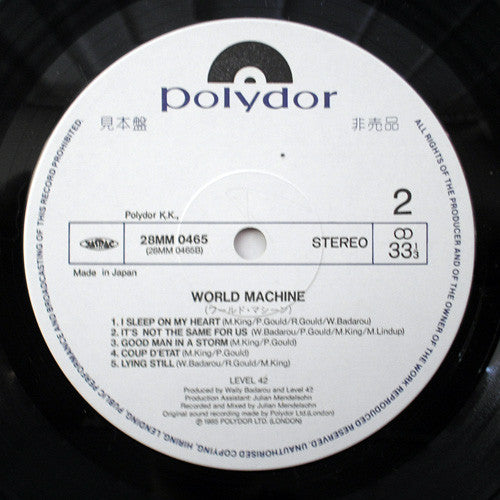 polydor
見本盤
非売品
2
Polydor K.K.,
28MM 0465
(28MM 0465B)
STEREO
33 1/3
Made in Japan
WORLD MACHINE
(ワールド・マシーン)
1. I SLEEP ON MY HEART (M.King/P.Gould/R.Gould/W.Badarou)
2. IT'S NOT THE SAME FOR US (W.Badarou/P.Gould/M.King/M.Lindup)
3. GOOD MAN IN A STORM (M.King/P.Gould)
4. COUP D'ETAT (M.King/P.Gould)
5. LYING STILL (W.Badarou/R.Gould/M.King)
LEVEL 42
Produced by Wally Badarou and Level 42
Production Assistant: Julian Mendelsohn
Recorded and Mixed by Julian Mendelsohn
Original sound recording made by Polydor Ltd.(London)
℗ 1985 POLYDOR LTD. (LONDON)
ALL RIGHTS OF THE PRODUCER AND OF THE OWNER OF THE WORK REPRODUCED RESERVED. UNAUTHORISED COPYING, HIRING, LENDING, PUBLIC PERFORMANCE AND BROADCASTING OF THIS RECORD PROHIBITED.